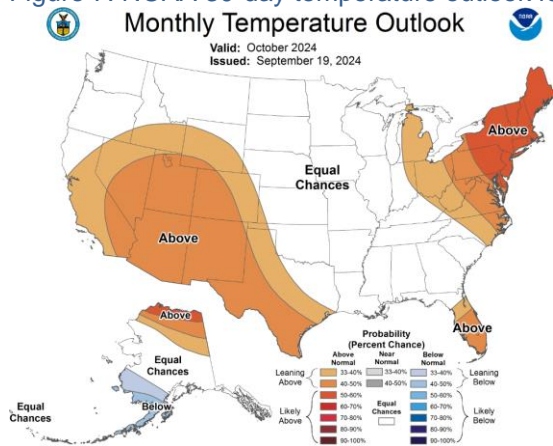 Monthly Temperature Outlook
Valid: October 2024
Issued: September 19, 2024
NOAA
Above
Equal
Chances
Above
Above
Above
Equal
Chances
Below
Equal
Chances
Probability
(Percent Chance)
Above
Normal
Near
Normal
Below
Normal
Leaning
Above
33-40%
40-50%
33-40%
40-50%
33-40%
40-50%
Leaning
Below
Likely
Above
50-60%
60-70%
70-80%
80-90%
90-100%
Equal
Chances
50-60%
60-70%
70-80%
80-90%
90-100%
Likely
Below